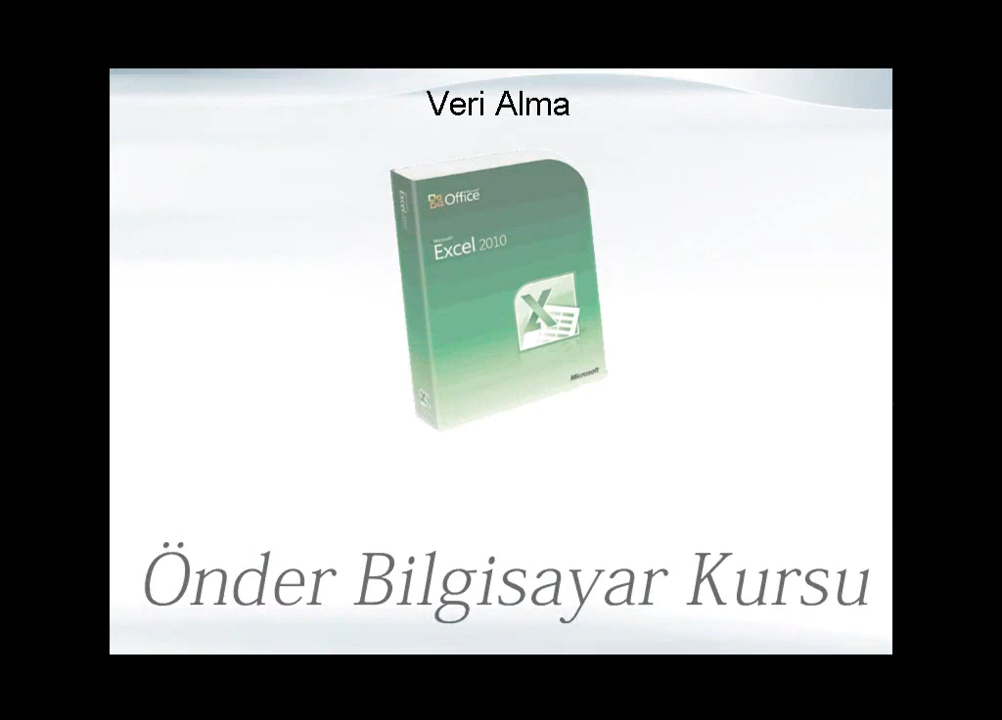 Veri Alma
Office
Excel 2010
Microsoft
Önder Bilgisayar Kursu